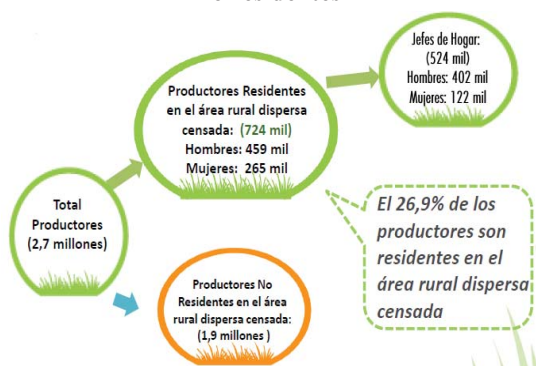 Jefes de Hogar:
(524 mil)
Hombres: 402 mil
Mujeres: 122 mil
Productores Residentes
en el área rural dispersa
censada: (724 mil)
Hombres: 459 mil
Mujeres: 265 mil
Total
Productores
(2,7 millones)
El 26,9% de los
productores son
residentes en el
área rural dispersa
censada
Productores No
Residentes en el área
rural dispersa censada:
(1,9 millones )